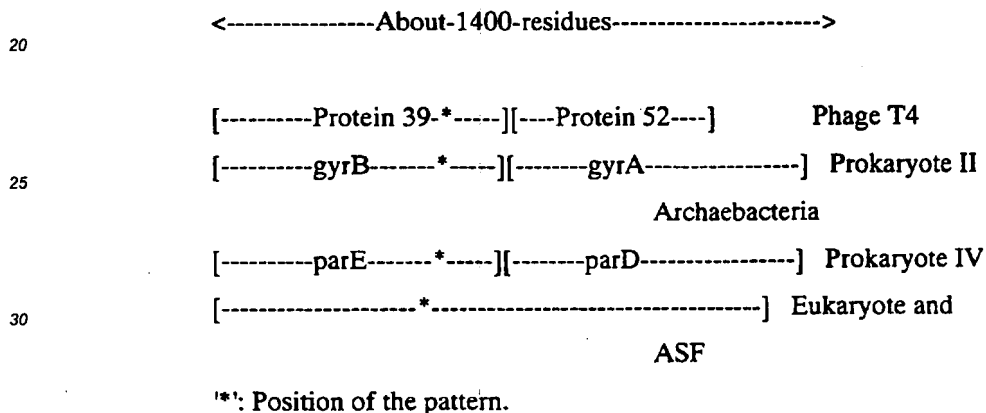 <---------------About-1400-residues--------------------->
20
[----------Protein 39-*-----][----Protein 52----] Phage T4
[----------gyrB-------*-----][--------gyrA-----------------] Prokaryote II
25
Archaebacteria
[----------parE-------*-----][--------parD-----------------] Prokaryote IV
[-------------------*-----------------------------------] Eukaryote and
30
ASF
'*': Position of the pattern.